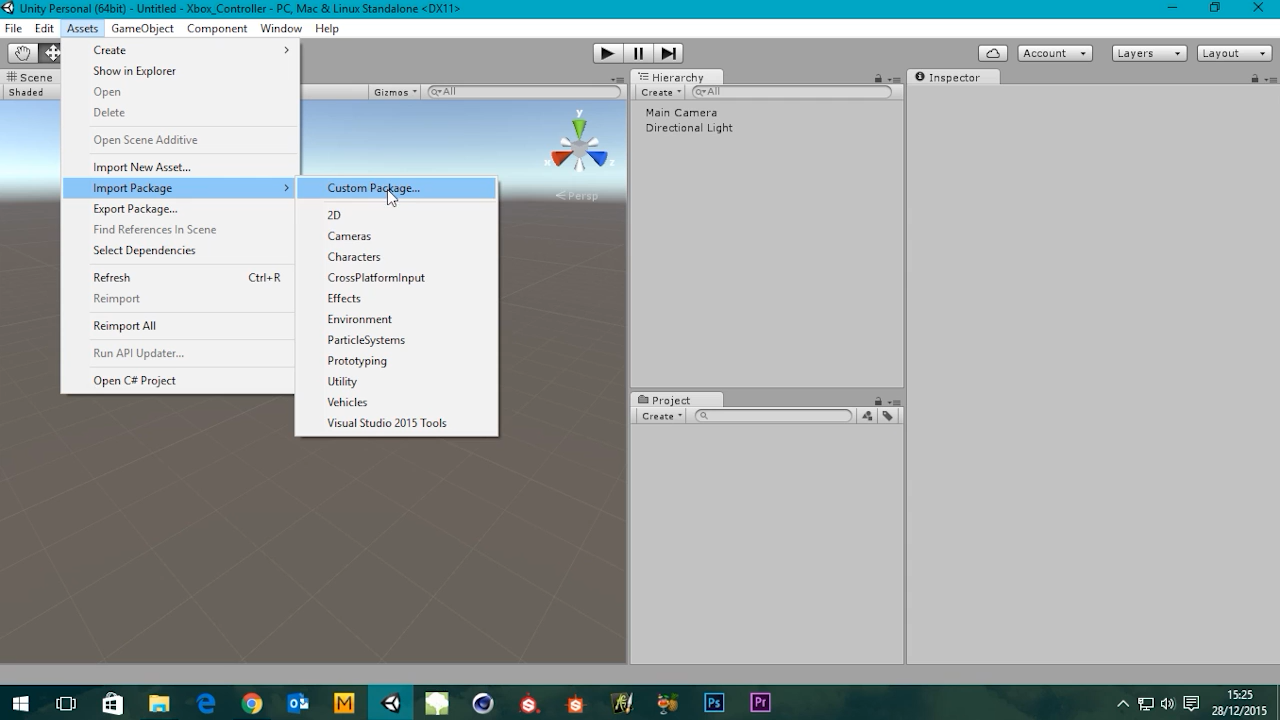 Unity Personal (64bit) - Untitled - Xbox_Controller - PC, Mac & Linux Standalone <DX11>
File Edit Assets GameObject Component Window Help
Create
Show in Explorer
Open
Delete
Open Scene Additive
Import New Asset...
Import Package
Export Package...
Find References In Scene
Select Dependencies
Refresh Ctrl+R
Reimport
Reimport All
Run API Updater...
Open C# Project
Custom Package...
2D
Cameras
Characters
CrossPlatformInput
Effects
Environment
ParticleSystems
Prototyping
Utility
Vehicles
Visual Studio 2015 Tools
Account Layers Layout
Scene
Shaded Gizmos All
y
x z
Persp
Hierarchy
Create All
Main Camera
Directional Light
Project
Create
Inspector
M Ps Pr
15:25
28/12/2015